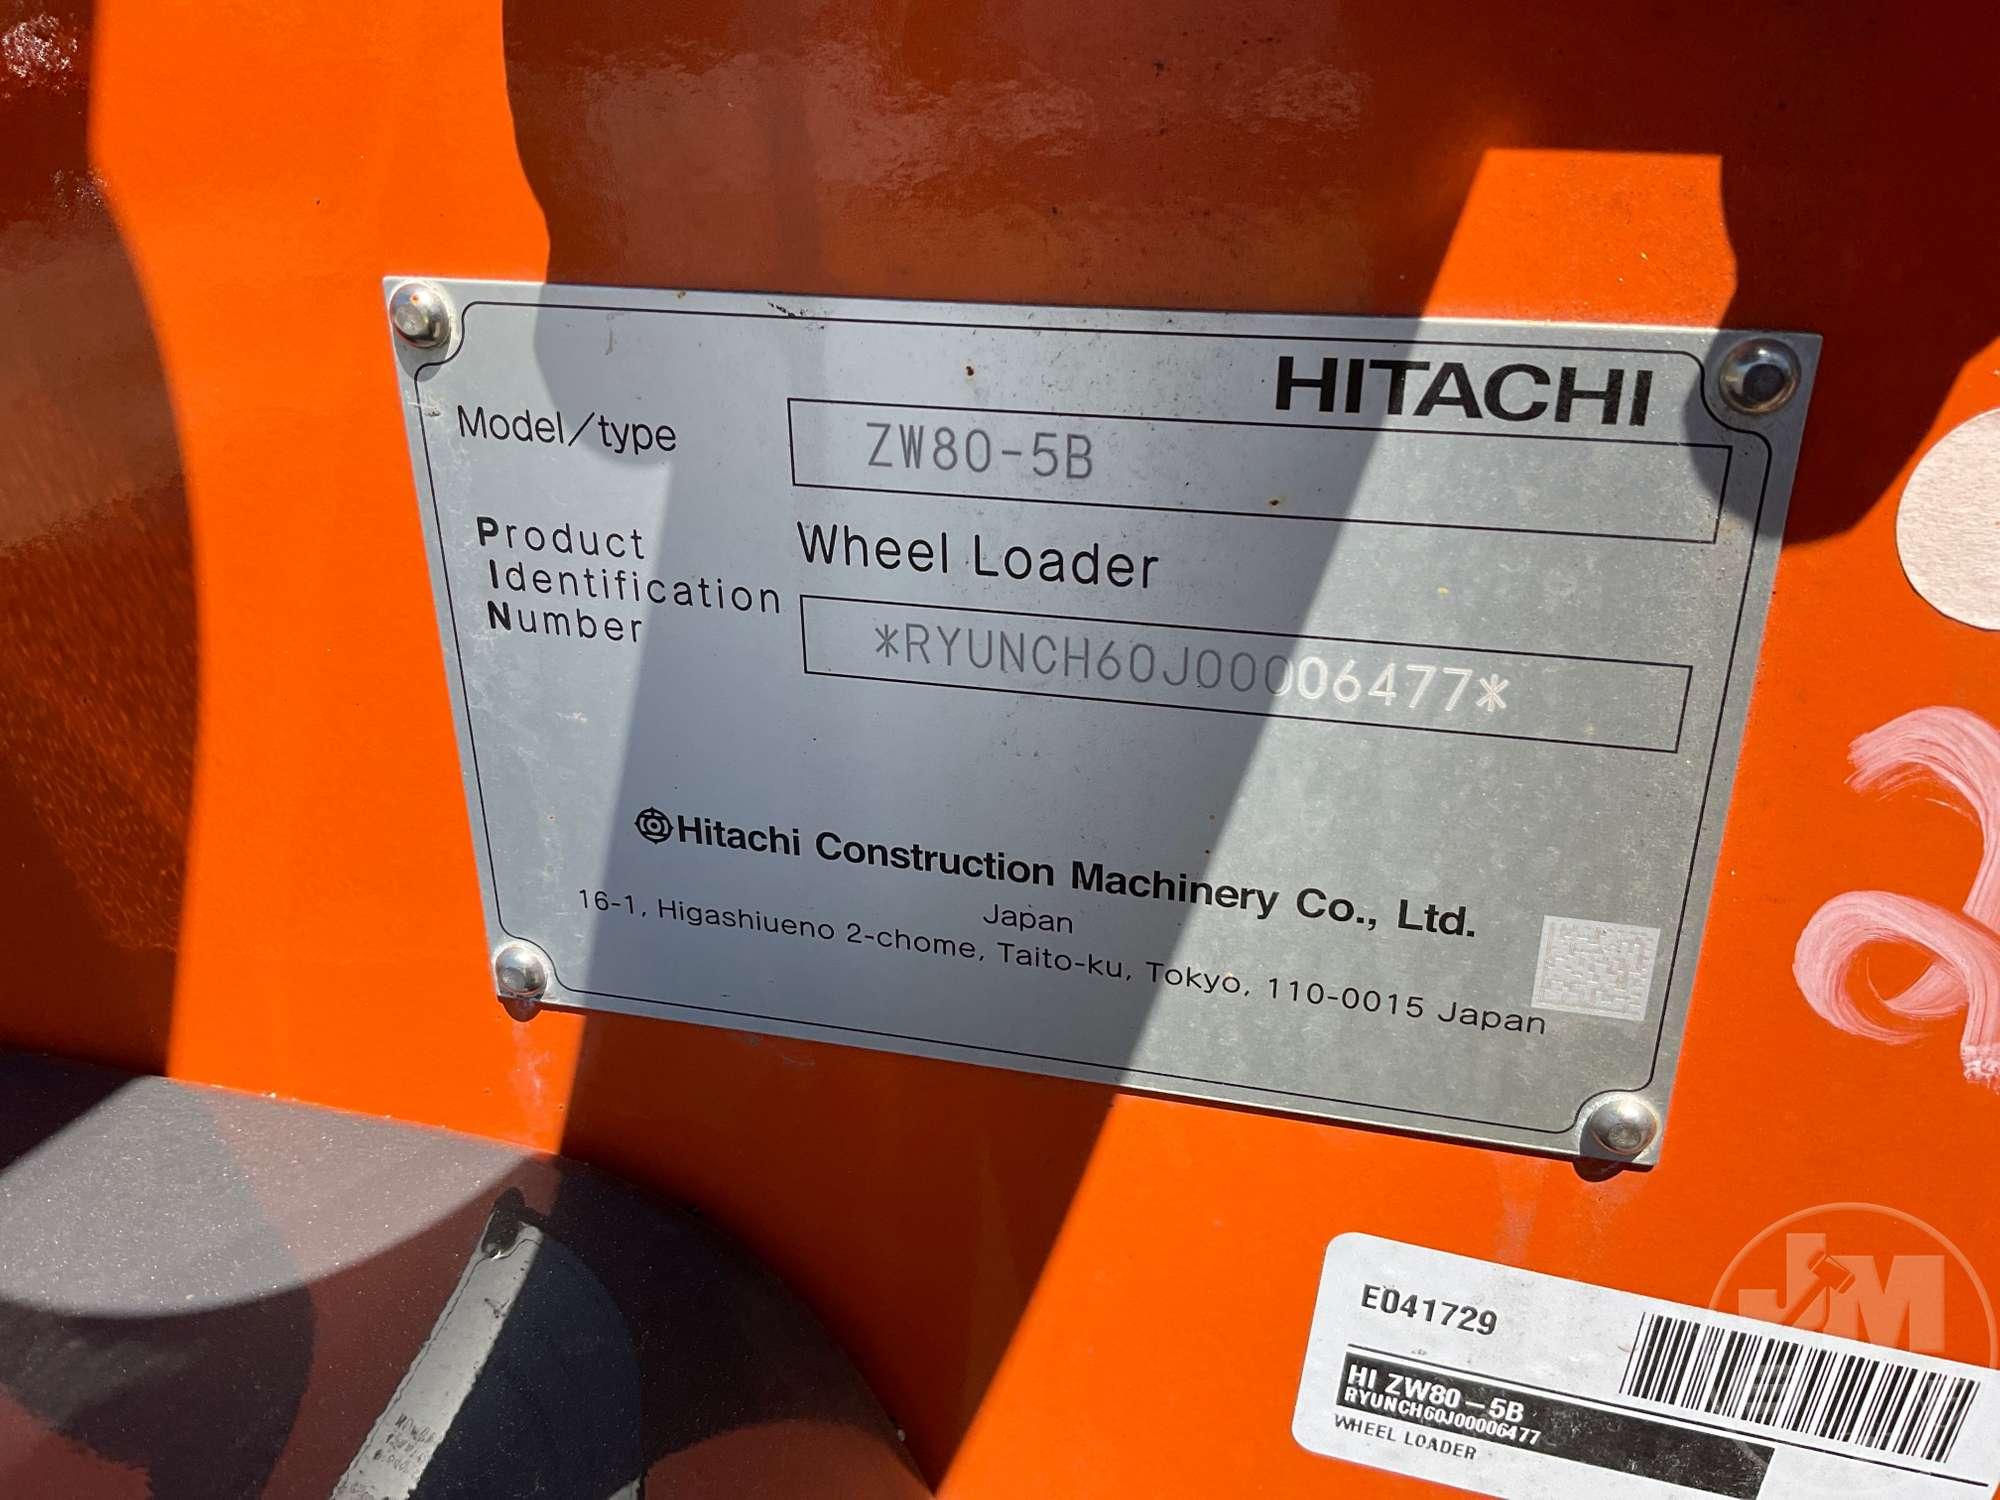 HITACHI
Model/type
ZW80-5B
Wheel Loader
Product
Identification
Number
*RYUNCH60J00006477*
Hitachi Construction Machinery Co., Ltd.
Japan
16-1, Higashiueno 2-chome, Taito-ku, Tokyo, 110-0015 Japan
E041729
HI ZW80-5B
RYUNCH60J00006477
WHEEL LOADER
JM